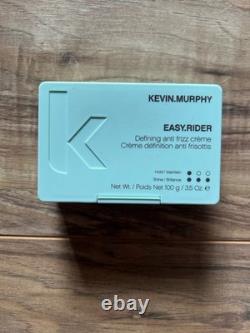 KEVIN.MURPHY
EASY.RIDER
Defining anti frizz crème
Crème définition anti frisottis
Hold / Maintien
Shine / Brillance
Net Wt. / Poids Net 100 g / 3.5 Oz. e